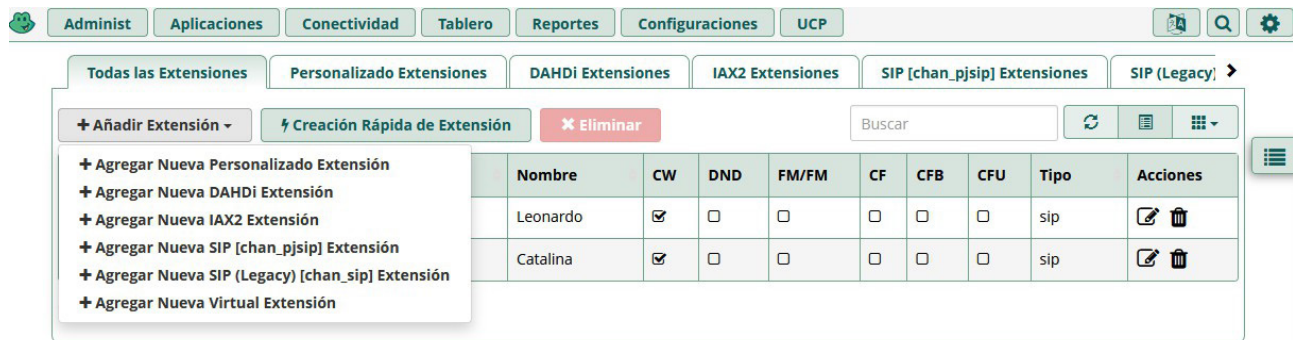 Administ Aplicaciones Conectividad Tablero Reportes Configuraciones UCP
Todas las Extensiones Personalizado Extensiones DAHDi Extensiones IAX2 Extensiones SIP [chan_pjsip] Extensiones SIP (Legacy)
+ Añadir Extensión Creación Rápida de Extensión Eliminar Buscar
+ Agregar Nueva Personalizado Extensión
+ Agregar Nueva DAHDi Extensión
+ Agregar Nueva IAX2 Extensión
+ Agregar Nueva SIP [chan_pjsip] Extensión
+ Agregar Nueva SIP (Legacy) [chan_sip] Extensión
+ Agregar Nueva Virtual Extensión
Nombre CW DND FM/FM CF CFB CFU Tipo Acciones
Leonardo sip
Catalina sip